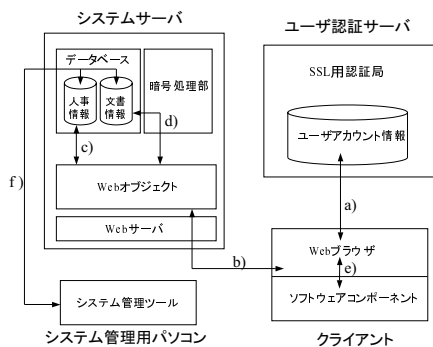 システムサーバ
データベース
人事
情報
文書
情報
暗号処理部
c)
d)
Webオブジェクト
Webサーバ
f)
システム管理ツール
システム管理用パソコン
ユーザ認証サーバ
SSL用認証局
ユーザアカウント情報
a)
b)
Webブラウザ
e)
ソフトウェアコンポーネント
クライアント